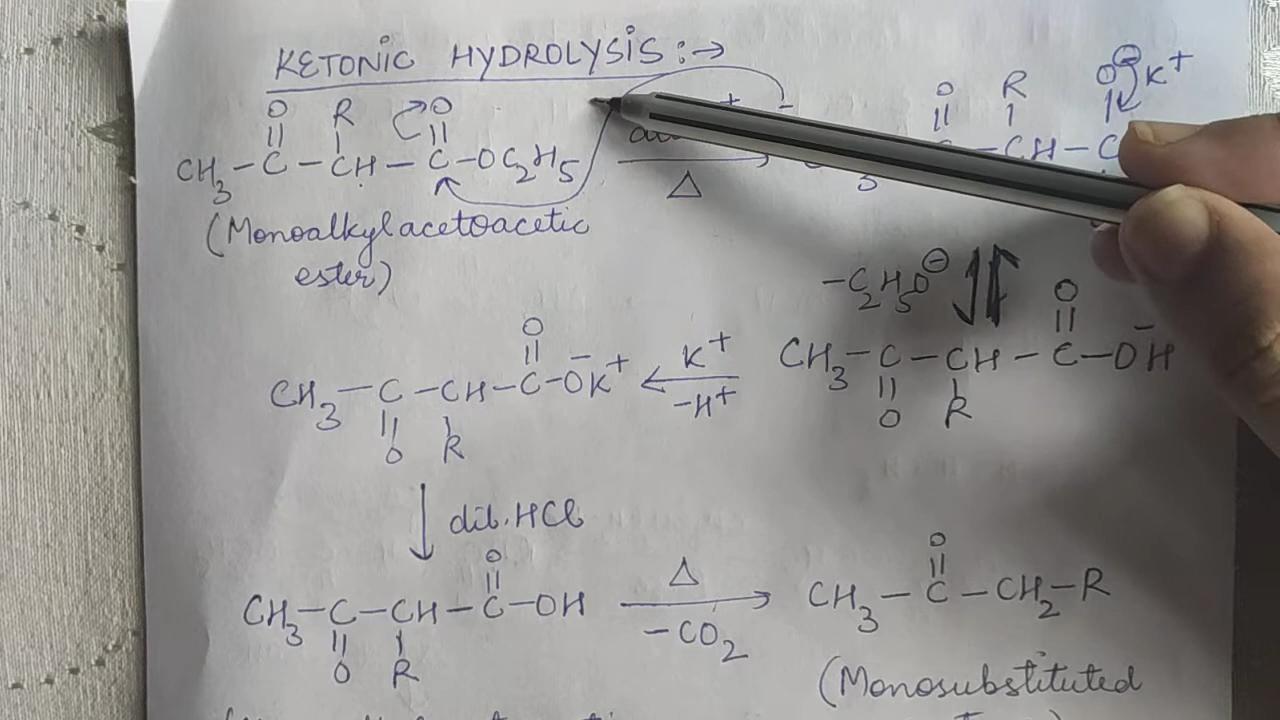 KETONIC HYDROLYSIS :→
O R O
CH3 – C – CH – C – OC2H5
Δ
O R O⊖ K+
CH – C
(Monoalkylacetoacetic
ester)
–C2H5O⊖
O
CH3 – C – CH – C – OH
O R
K+
–H+
O
CH3 – C – CH – C – OK+
O R
dil. HCl
O
CH3 – C – CH – C – OH
O R
Δ
–CO2
O
CH3 – C – CH2 – R
(Monosubstituted